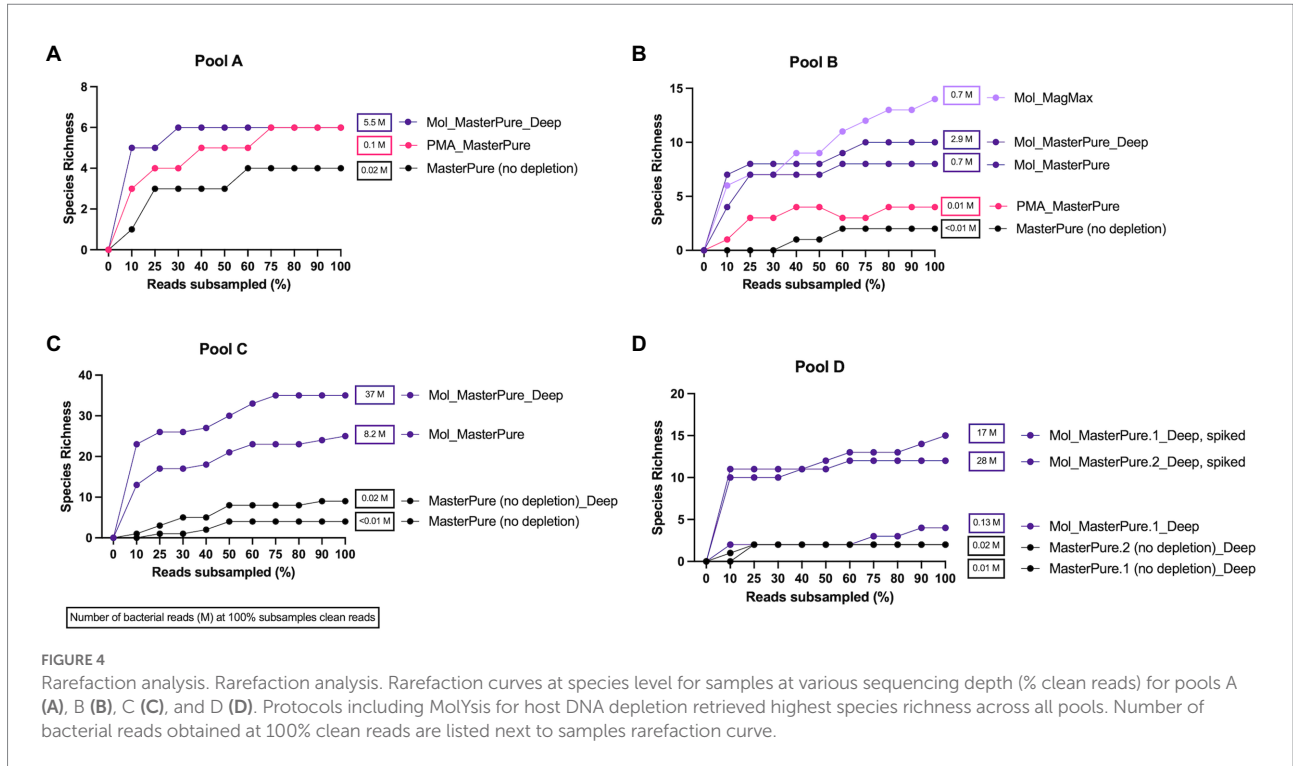 A
Pool A
Species Richness
8
6
4
2
0
0 10 25 30 40 50 60 75 80 90 100
Reads subsampled (%)
5.5 M Mol_MasterPure_Deep
0.1 M PMA_MasterPure
0.02 M MasterPure (no depletion)
B
Pool B
Species Richness
15
10
5
0
0 10 25 30 40 50 60 75 80 90 100
Reads subsampled (%)
0.7 M Mol_MagMax
2.9 M Mol_MasterPure_Deep
0.7 M Mol_MasterPure
0.01 M PMA_MasterPure
<0.01 M MasterPure (no depletion)
C
Pool C
Species Richness
40
30
20
10
0
0 10 25 30 40 50 60 75 80 90 100
Reads subsampled (%)
37 M Mol_MasterPure_Deep
8.2 M Mol_MasterPure
0.02 M MasterPure (no depletion)_Deep
<0.01 M MasterPure (no depletion)
D
Pool D
Species Richness
20
15
10
5
0
0 10 25 30 40 50 60 75 80 90 100
Reads subsampled (%)
17 M Mol_MasterPure.1_Deep, spiked
28 M Mol_MasterPure.2_Deep, spiked
0.13 M Mol_MasterPure.1_Deep
0.02 M MasterPure.2 (no depletion)_Deep
0.01 M MasterPure.1 (no depletion)_Deep
Number of bacterial reads (M) at 100% subsamples clean reads
FIGURE 4
Rarefaction analysis. Rarefaction analysis. Rarefaction curves at species level for samples at various sequencing depth (% clean reads) for pools A
(A), B (B), C (C), and D (D). Protocols including MolYsis for host DNA depletion retrieved highest species richness across all pools. Number of
bacterial reads obtained at 100% clean reads are listed next to samples rarefaction curve.